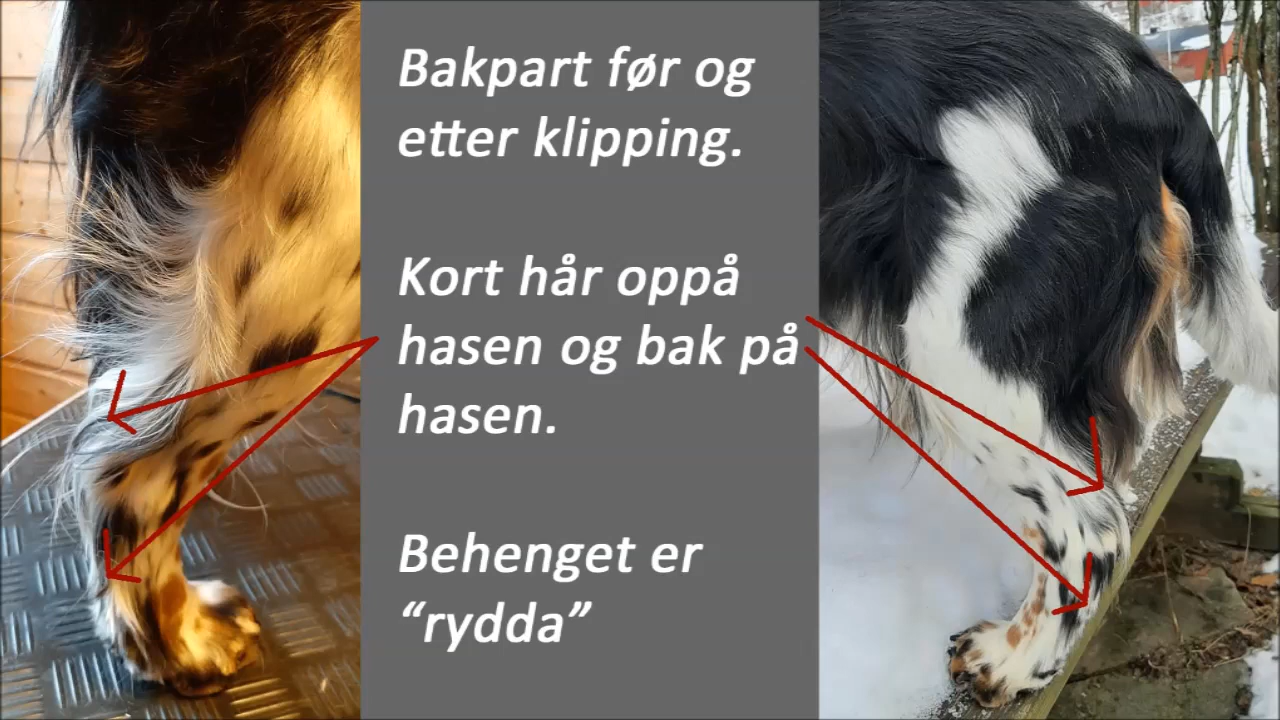 Bakpart før og
etter klipping.
Kort hår oppå
hasen og bak på
hasen.
Behenget er
“rydda”